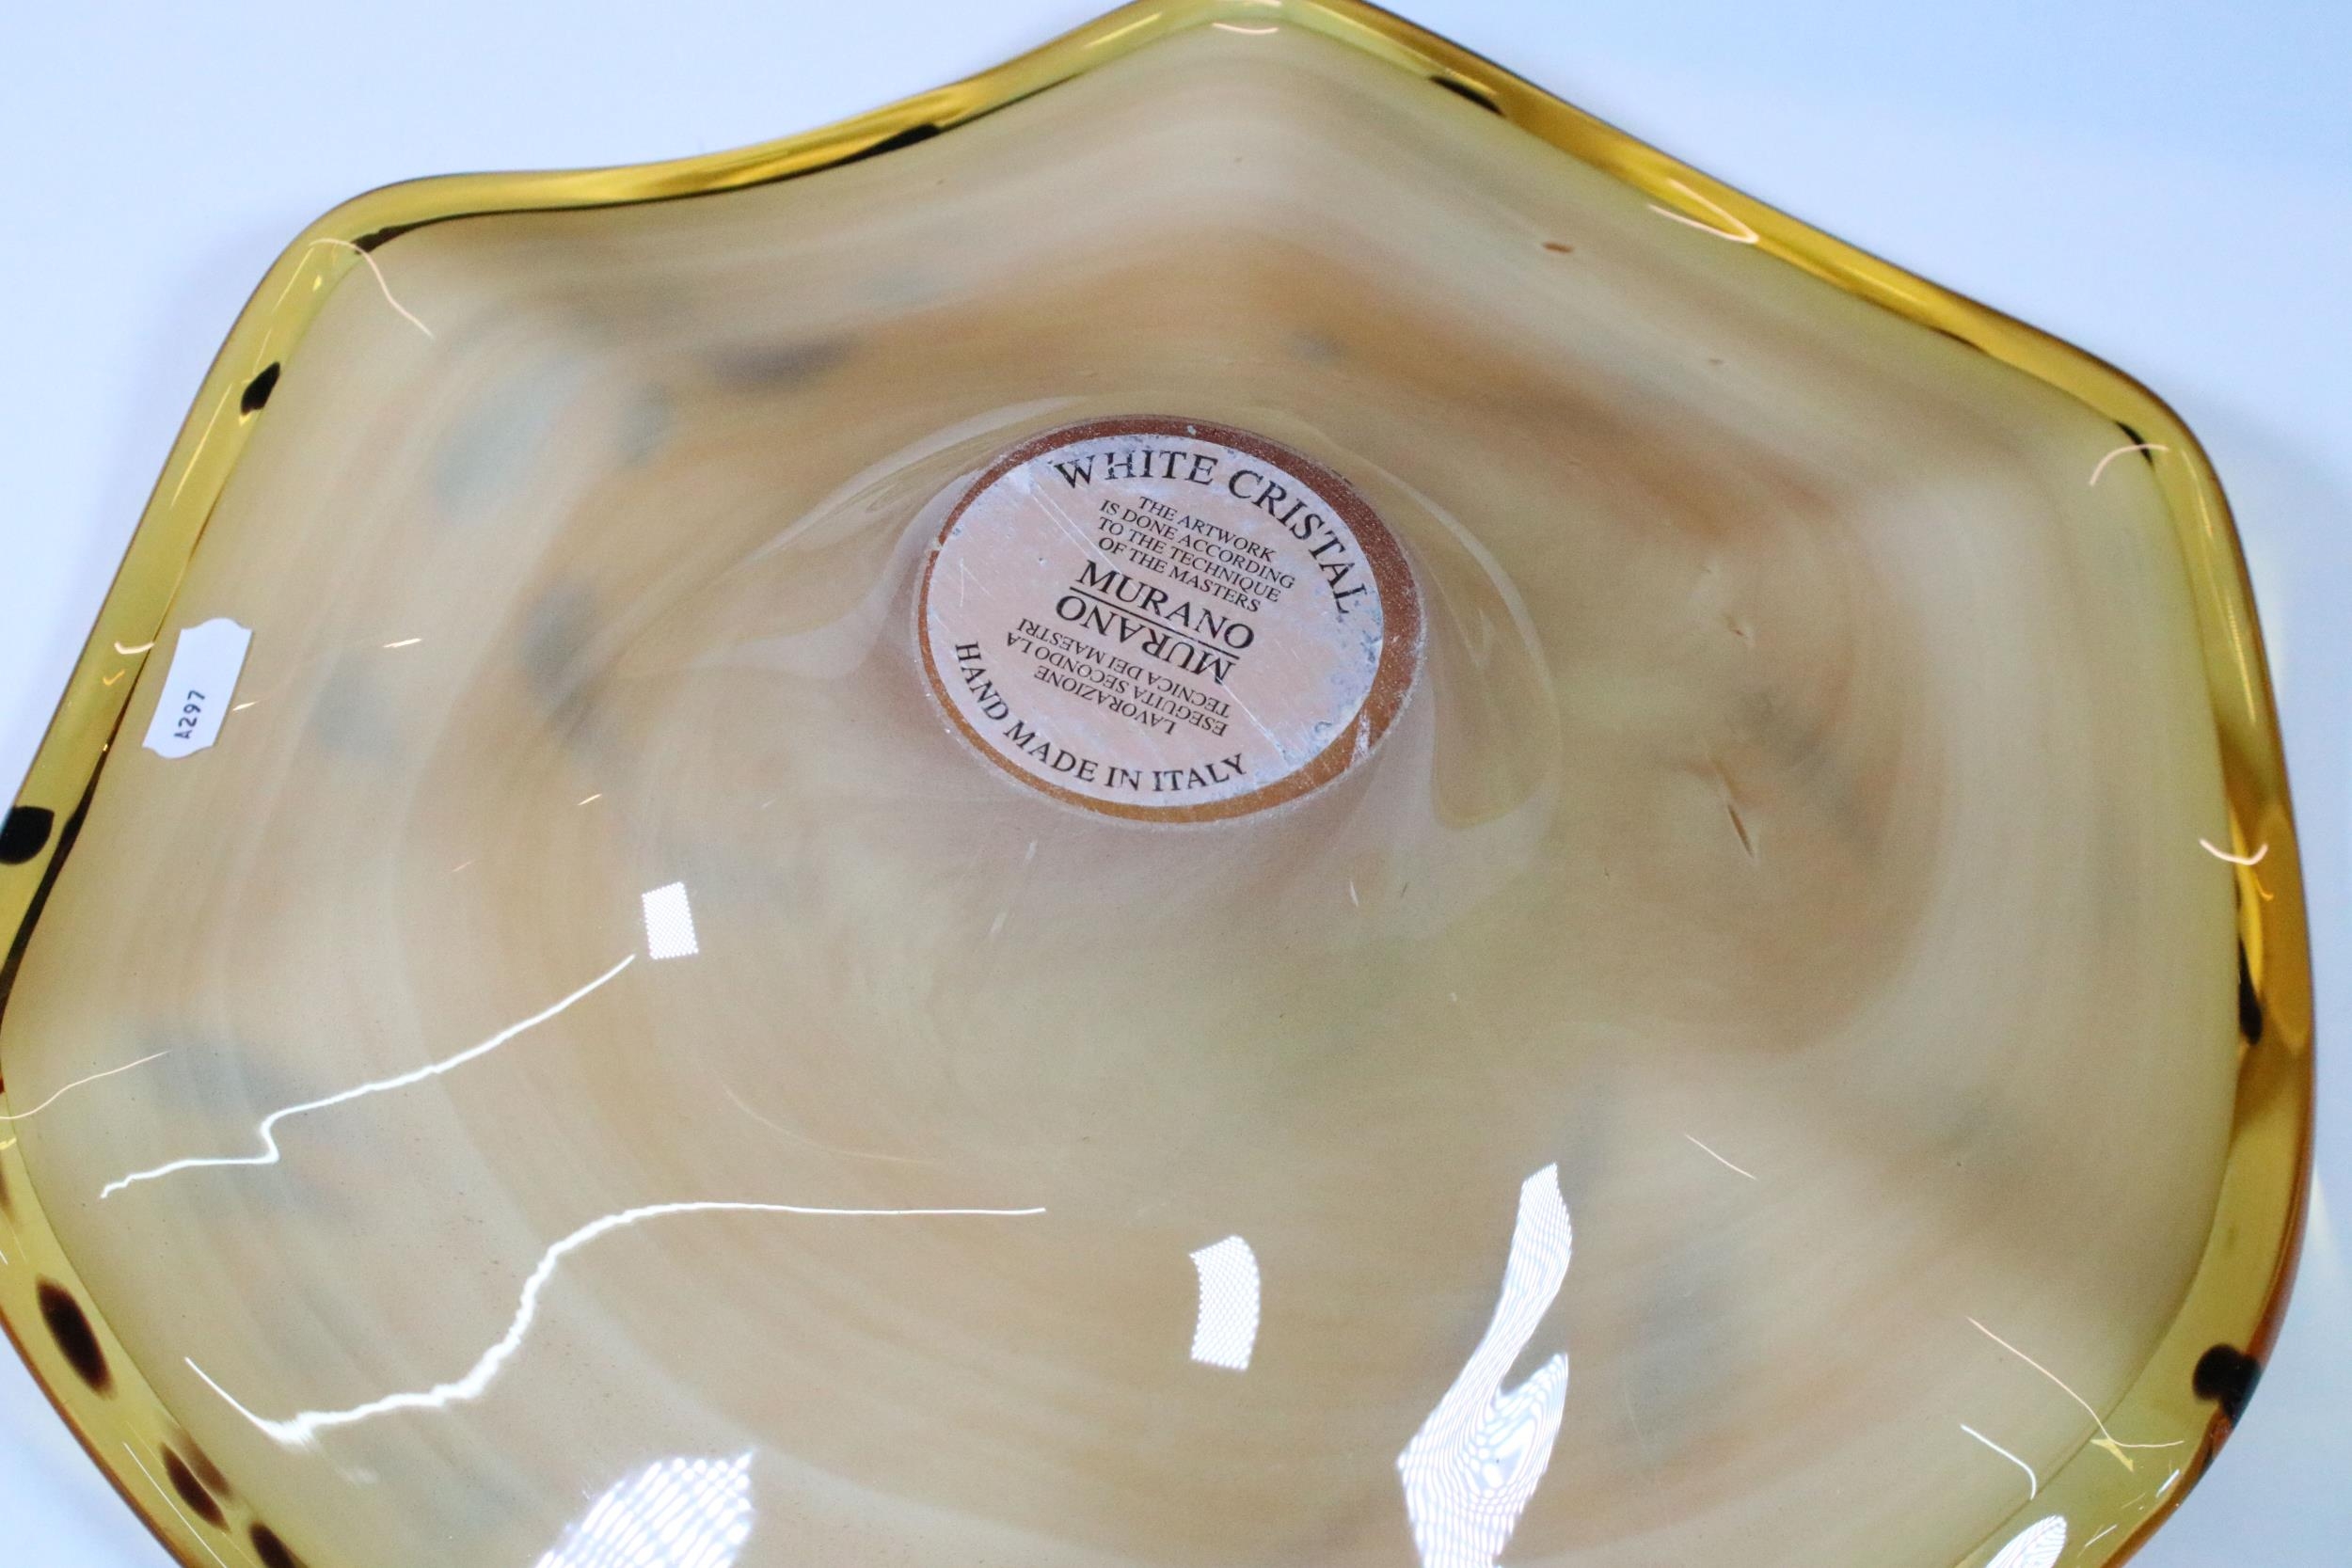 WHITE CRISTAL
THE ARTWORK
IS DONE ACCORDING
TO THE TECHNIQUE
OF THE MASTERS
MURANO
MURANO
LAVORAZIONE
ESEGUITA SECONDO LA
TECNICA DEI MAESTRI
HAND MADE IN ITALY
A297